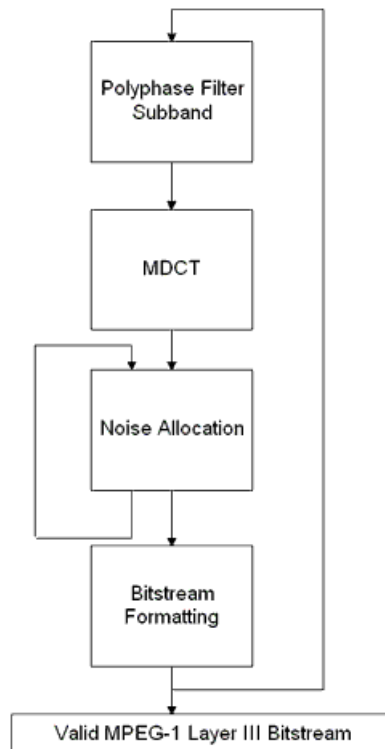 Polyphase Filter
Subband
MDCT
Noise Allocation
Bitstream
Formatting
Valid MPEG-1 Layer III Bitstream